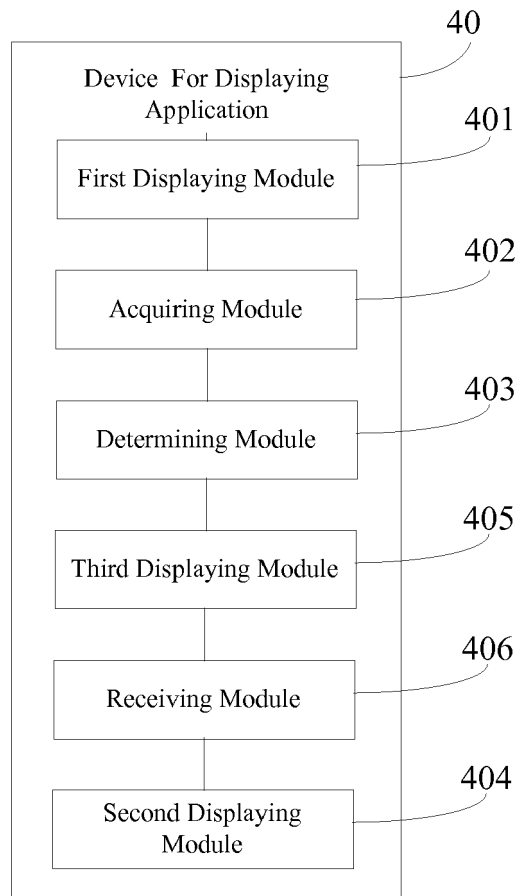 40
Device For Displaying
Application
401
First Displaying Module
402
Acquiring Module
403
Determining Module
405
Third Displaying Module
406
Receiving Module
404
Second Displaying
Module